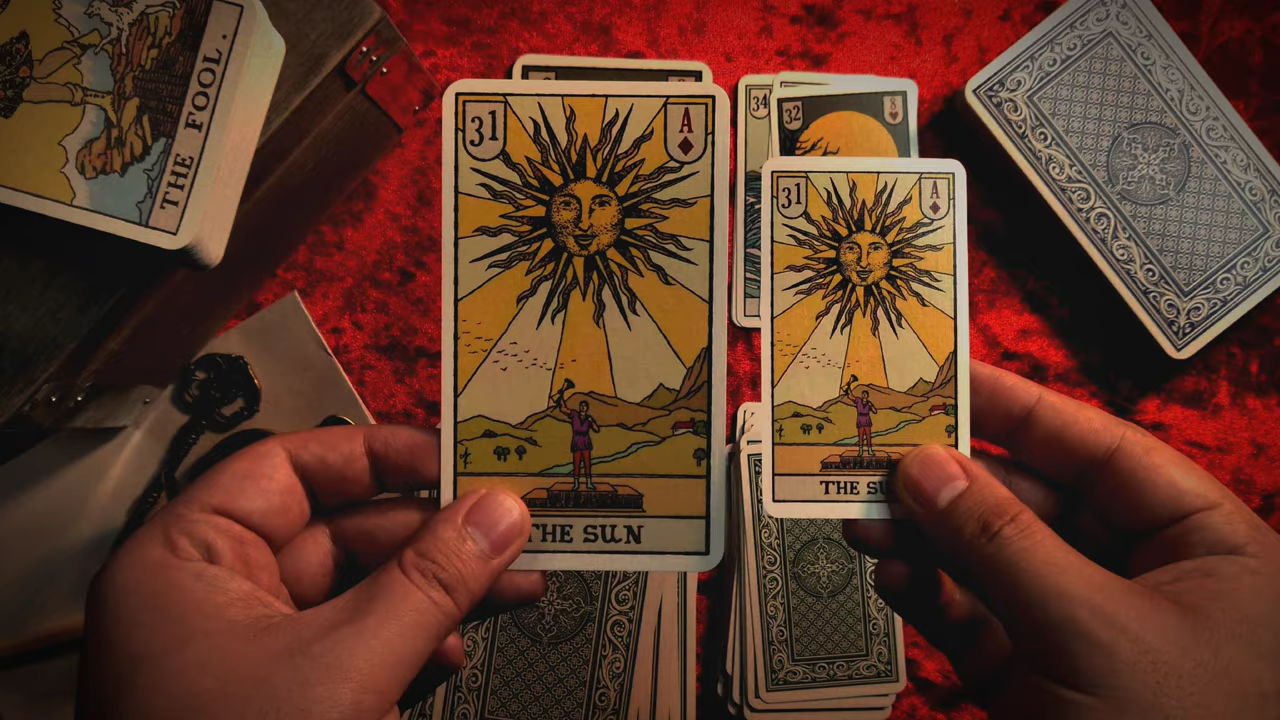 THE FOOL.
31
A
THE SUN
34
32
8
31
A
THE SU